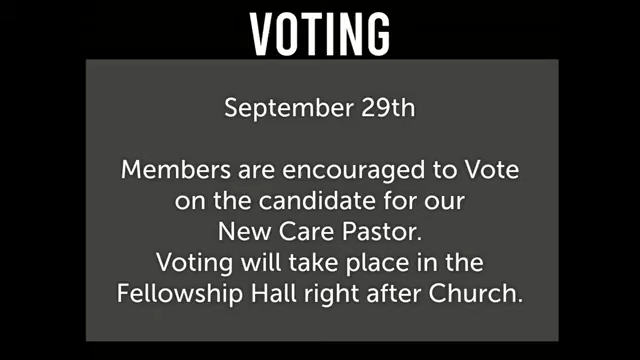 VOTING
September 29th
Members are encouraged to Vote
on the candidate for our
New Care Pastor.
Voting will take place in the
Fellowship Hall right after Church.